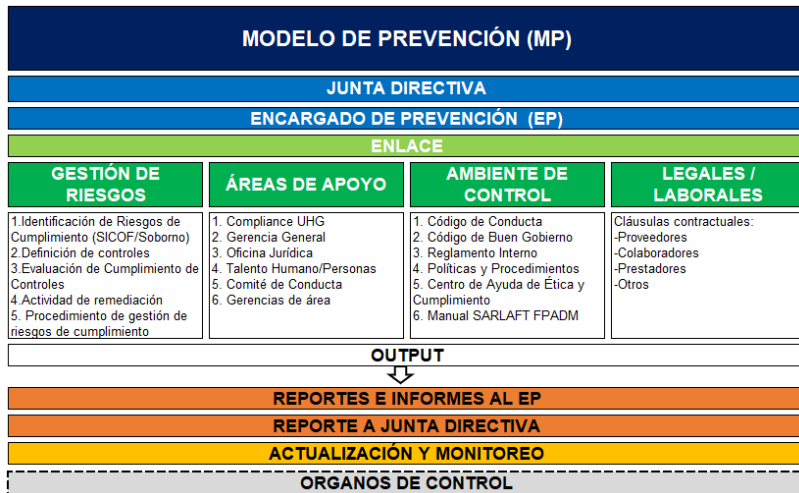 MODELO DE PREVENCIÓN (MP)
JUNTA DIRECTIVA
ENCARGADO DE PREVENCIÓN (EP)
ENLACE
GESTIÓN DE
RIESGOS
1.Identificación de Riesgos de
Cumplimiento (SICOF/Soborno)
2.Definición de controles
3.Evaluación de Cumplimiento de
Controles
4.Actividad de remediación
5. Procedimiento de gestión de
riesgos de cumplimiento
ÁREAS DE APOYO
1. Compliance UHG
2. Gerencia General
3. Oficina Jurídica
4. Talento Humano/Personas
5. Comité de Conducta
6. Gerencias de área
AMBIENTE DE
CONTROL
1. Código de Conducta
2. Código de Buen Gobierno
3. Reglamento Interno
4. Políticas y Procedimientos
5. Centro de Ayuda de Ética y
Cumplimiento
6. Manual SARLAFT FPADM
LEGALES /
LABORALES
Cláusulas contractuales:
-Proveedores
-Colaboradores
-Prestadores
-Otros
OUTPUT
REPORTES E INFORMES AL EP
REPORTE A JUNTA DIRECTIVA
ACTUALIZACIÓN Y MONITOREO
ORGANOS DE CONTROL